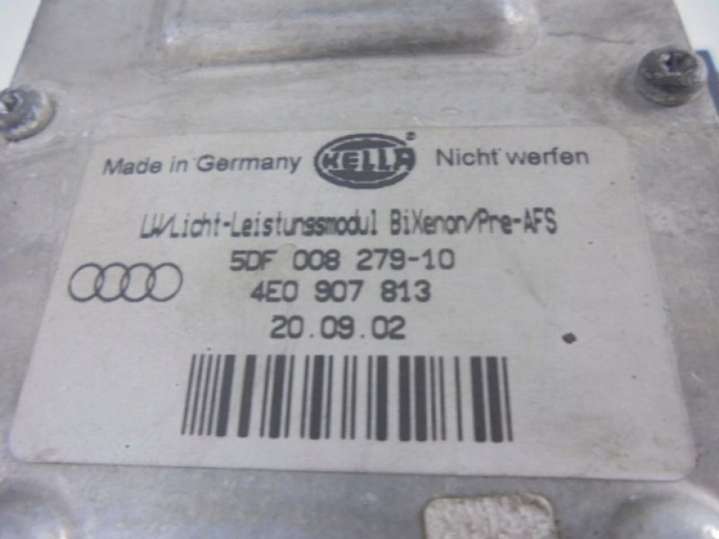 Made in Germany HELLA ® Nicht werfen
LW/Licht-Leistungsmodul BiXenon/Pre-AFS
5DF 008 279-10
4E0 907 813
20.09.02